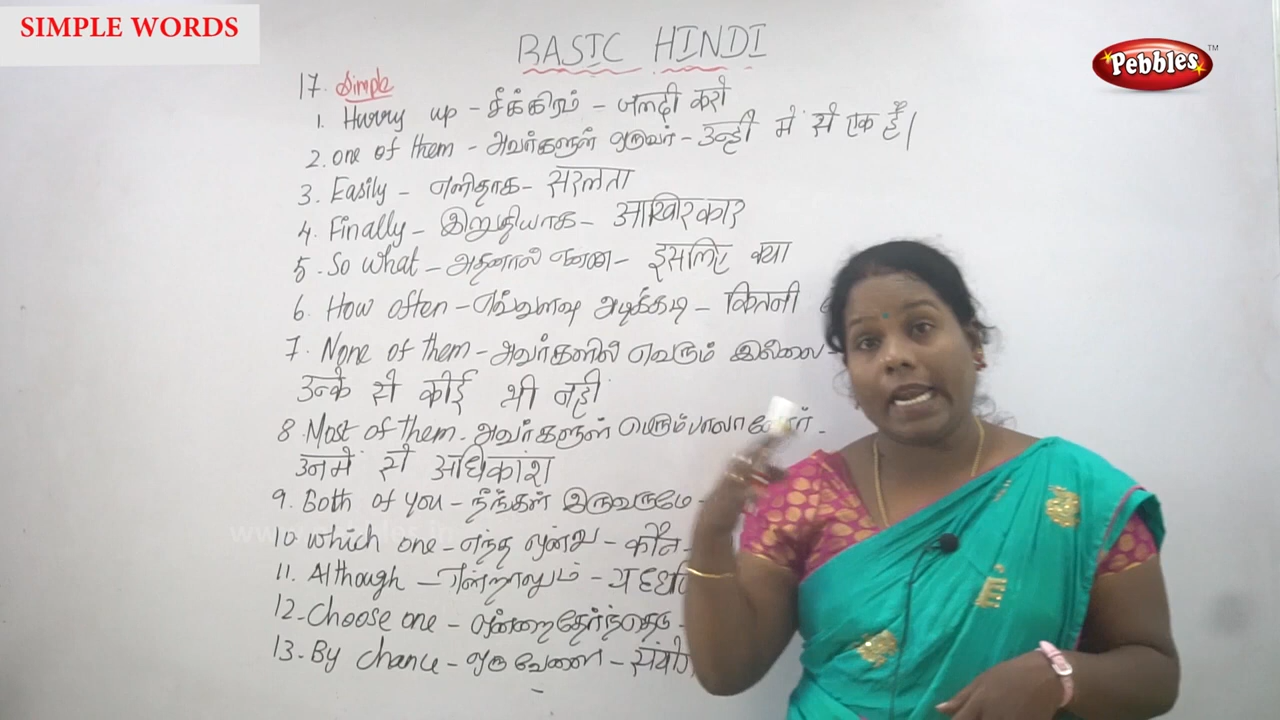 SIMPLE WORDS
BASIC HINDI
Pebbles TM
17. Simple
1. Hurry up - சீக்கிரம் - जलदी करो
2. one of them - அவர்களுள் ஒருவர் - उन्ही में से एक हैं|
3. Easily - எளிதாக - सरलता
4. Finally - இறுதியாக - आखिरकार
5. So what - அதனால் என்ன - इसलिए क्या
6. How often - எவ்வளவு அடிக்கடி - कितनी
7. None of them - அவர்களில் எவரும் இல்லை -
उनके से कोई भी नही
8 Most of them - அவர்களுள்
उनमे से अधिकांश
9. Both of you - நீங்கள் இருவருமே -
10 which one - எந்த ஒன்று - कौन -
11. Although - என்றாலும் -
12. Choose one - ஒன்றை தேர்ந்தெடு -
13. By chance - ஒருவேளை -